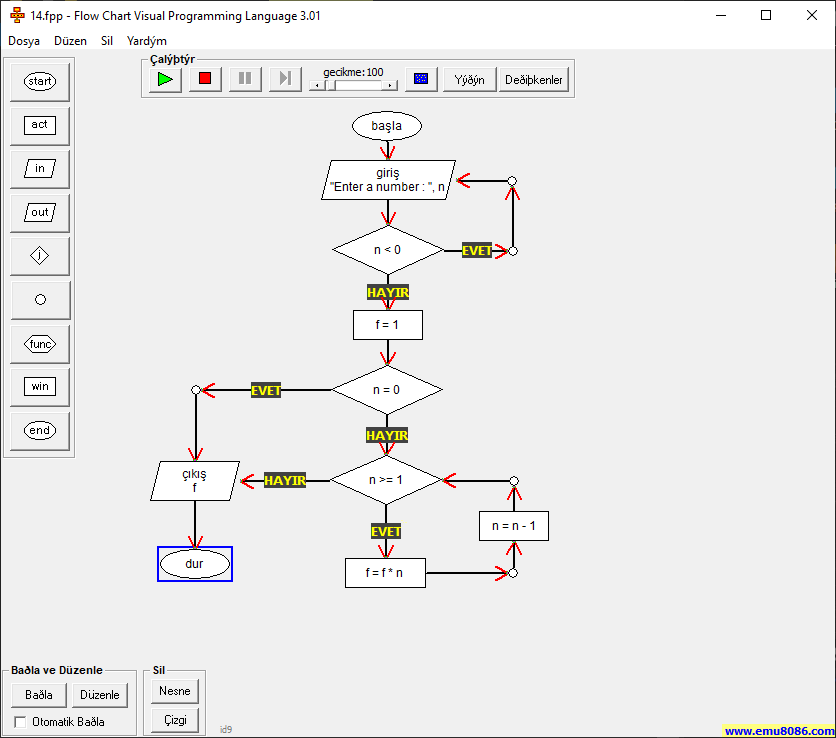 14.fpp - Flow Chart Visual Programming Language 3.01
Dosya Düzen Sil Yardým
Çalýþtýr
gecikme:100
Yýðýn
Deðiþkenler
start
act
in
out
j
func
win
end
başla
giriş
"Enter a number : ", n
n < 0
EVET
HAYIR
f = 1
n = 0
EVET
HAYIR
n >= 1
HAYIR
EVET
çıkış
f
n = n - 1
f = f * n
dur
Baðla ve Düzenle
Baðla
Düzenle
Otomatik Baðla
Sil
Nesne
Çizgi
id9
www.emu8086.com